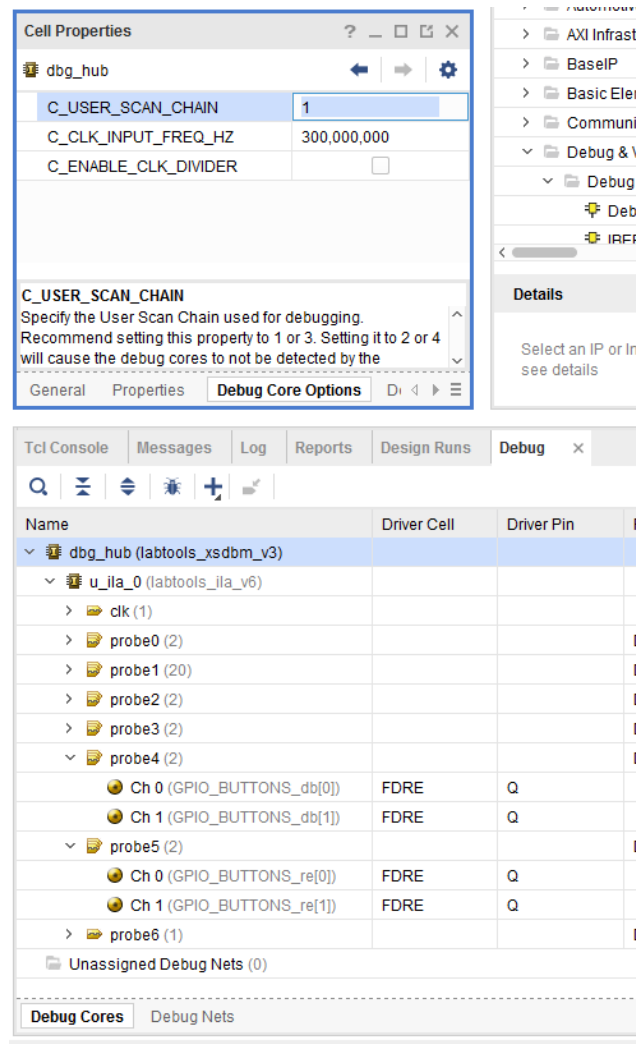 Cell Properties
dbg_hub
C_USER_SCAN_CHAIN 1
C_CLK_INPUT_FREQ_HZ 300,000,000
C_ENABLE_CLK_DIVIDER
C_USER_SCAN_CHAIN
Specify the User Scan Chain used for debugging.
Recommend setting this property to 1 or 3. Setting it to 2 or 4
will cause the debug cores to not be detected by the
General Properties Debug Core Options
AXI Infrast
BaseIP
Basic Eler
Communi
Debug & V
Debug
Deb
Details
Select an IP or In
see details
Tcl Console Messages Log Reports Design Runs Debug
Name Driver Cell Driver Pin
dbg_hub (labtools_xsdbm_v3)
u_ila_0 (labtools_ila_v6)
clk (1)
probe0 (2)
probe1 (20)
probe2 (2)
probe3 (2)
probe4 (2)
Ch 0 (GPIO_BUTTONS_db[0]) FDRE Q
Ch 1 (GPIO_BUTTONS_db[1]) FDRE Q
probe5 (2)
Ch 0 (GPIO_BUTTONS_re[0]) FDRE Q
Ch 1 (GPIO_BUTTONS_re[1]) FDRE Q
probe6 (1)
Unassigned Debug Nets (0)
Debug Cores Debug Nets